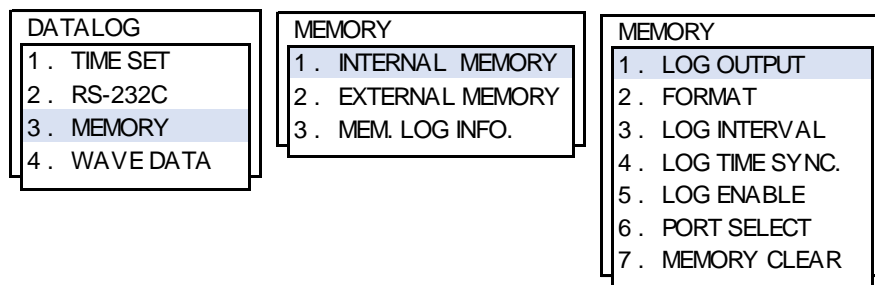 DATALOG
1 . TIME SET
2 . RS-232C
3 . MEMORY
4 . WAVE DATA
MEMORY
1 . INTERNAL MEMORY
2 . EXTERNAL MEMORY
3 . MEM. LOG INFO.
MEMORY
1 . LOG OUTPUT
2 . FORMAT
3 . LOG INTERVAL
4 . LOG TIME SYNC.
5 . LOG ENABLE
6 . PORT SELECT
7 . MEMORY CLEAR